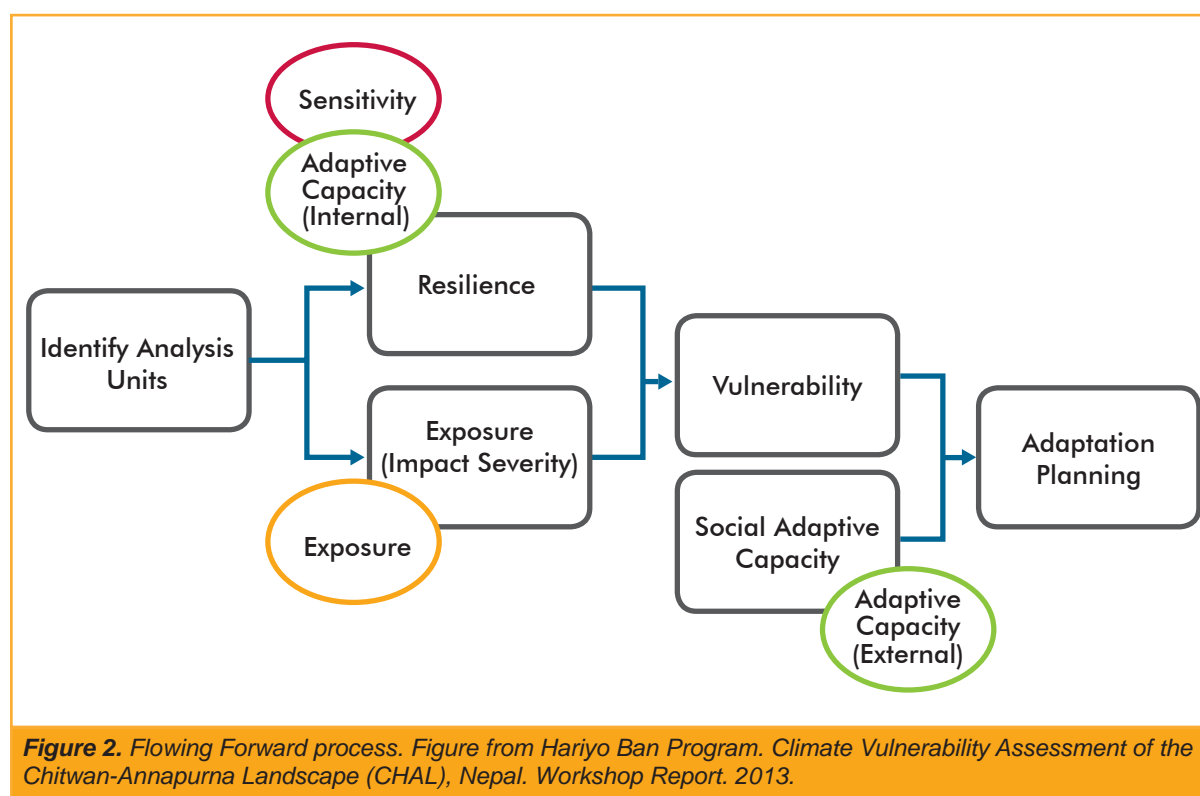 Sensitivity
Adaptive
Capacity
(Internal)
Resilience
Identify Analysis
Units
Exposure
(Impact Severity)
Exposure
Vulnerability
Social Adaptive
Capacity
Adaptive
Capacity
(External)
Adaptation
Planning
Figure 2. Flowing Forward process. Figure from Hariyo Ban Program. Climate Vulnerability Assessment of the
Chitwan-Annapurna Landscape (CHAL), Nepal. Workshop Report. 2013.